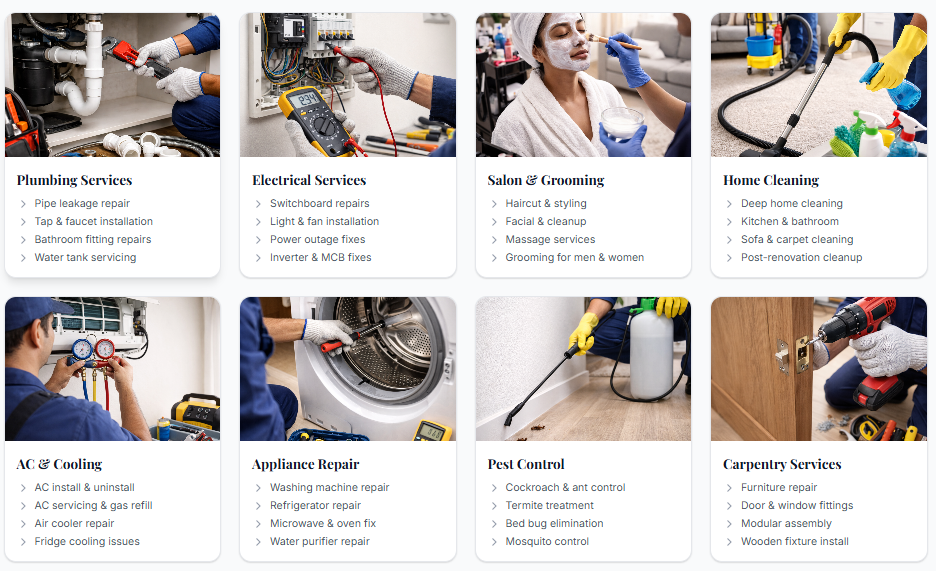 Plumbing Services
Pipe leakage repair
Tap & faucet installation
Bathroom fitting repairs
Water tank servicing
Electrical Services
Switchboard repairs
Light & fan installation
Power outage fixes
Inverter & MCB fixes
Salon & Grooming
Haircut & styling
Facial & cleanup
Massage services
Grooming for men & women
Home Cleaning
Deep home cleaning
Kitchen & bathroom
Sofa & carpet cleaning
Post-renovation cleanup
AC & Cooling
AC install & uninstall
AC servicing & gas refill
Air cooler repair
Fridge cooling issues
Appliance Repair
Washing machine repair
Refrigerator repair
Microwave & oven fix
Water purifier repair
Pest Control
Cockroach & ant control
Termite treatment
Bed bug elimination
Mosquito control
Carpentry Services
Furniture repair
Door & window fittings
Modular assembly
Wooden fixture install